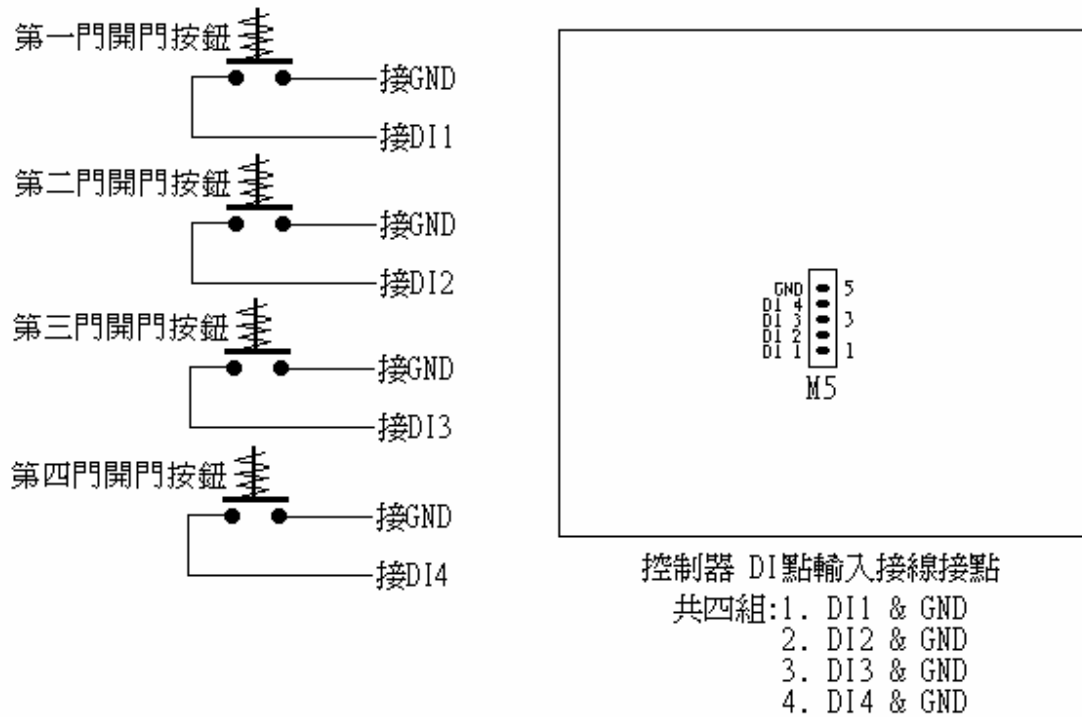 第一門開門按鈕
接GND
接DI1
第二門開門按鈕
接GND
接DI2
第三門開門按鈕
接GND
接DI3
第四門開門按鈕
接GND
接DI4
GND 5
DI 4
DI 3 3
DI 2
DI 1 1
M5
控制器 DI點輸入接線接點
共四組:1. DI1 & GND
2. DI2 & GND
3. DI3 & GND
4. DI4 & GND